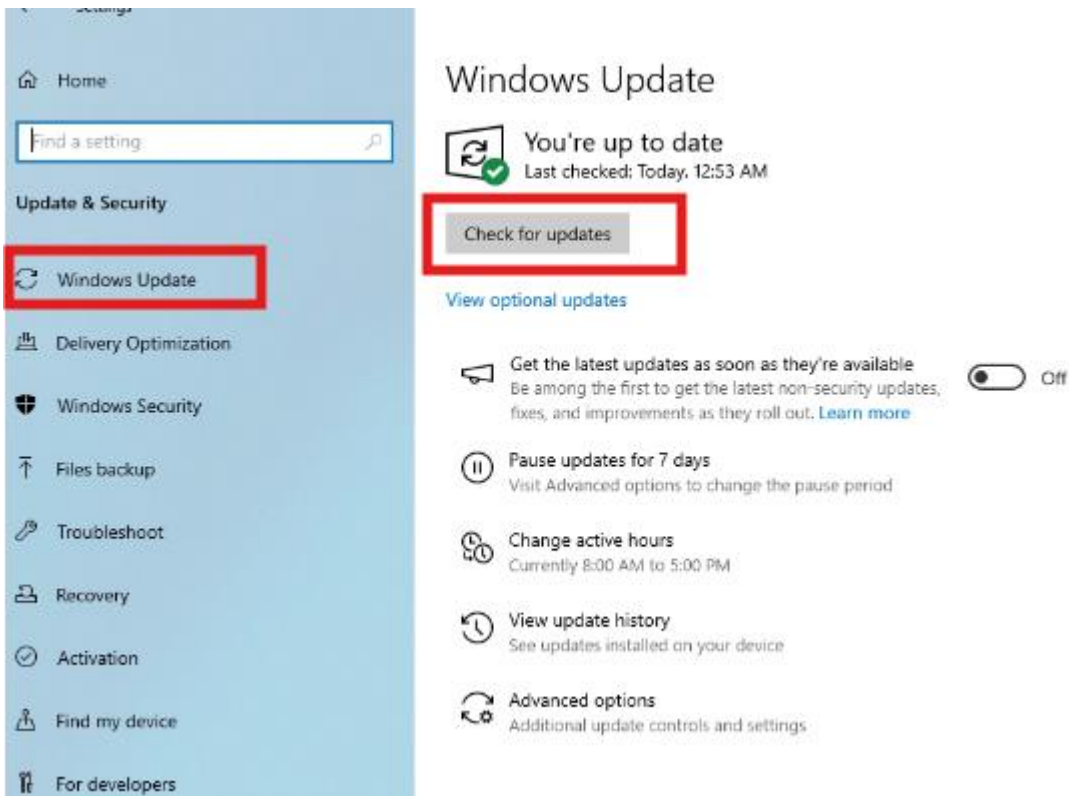 Settings
Home
Find a setting
Update & Security
Windows Update
Delivery Optimization
Windows Security
Files backup
Troubleshoot
Recovery
Activation
Find my device
For developers
Windows Update
You're up to date
Last checked: Today, 12:53 AM
Check for updates
View optional updates
Get the latest updates as soon as they're available
Be among the first to get the latest non-security updates,
fixes, and improvements as they roll out. Learn more
Off
Pause updates for 7 days
Visit Advanced options to change the pause period
Change active hours
Currently 8:00 AM to 5:00 PM
View update history
See updates installed on your device
Advanced options
Additional update controls and settings